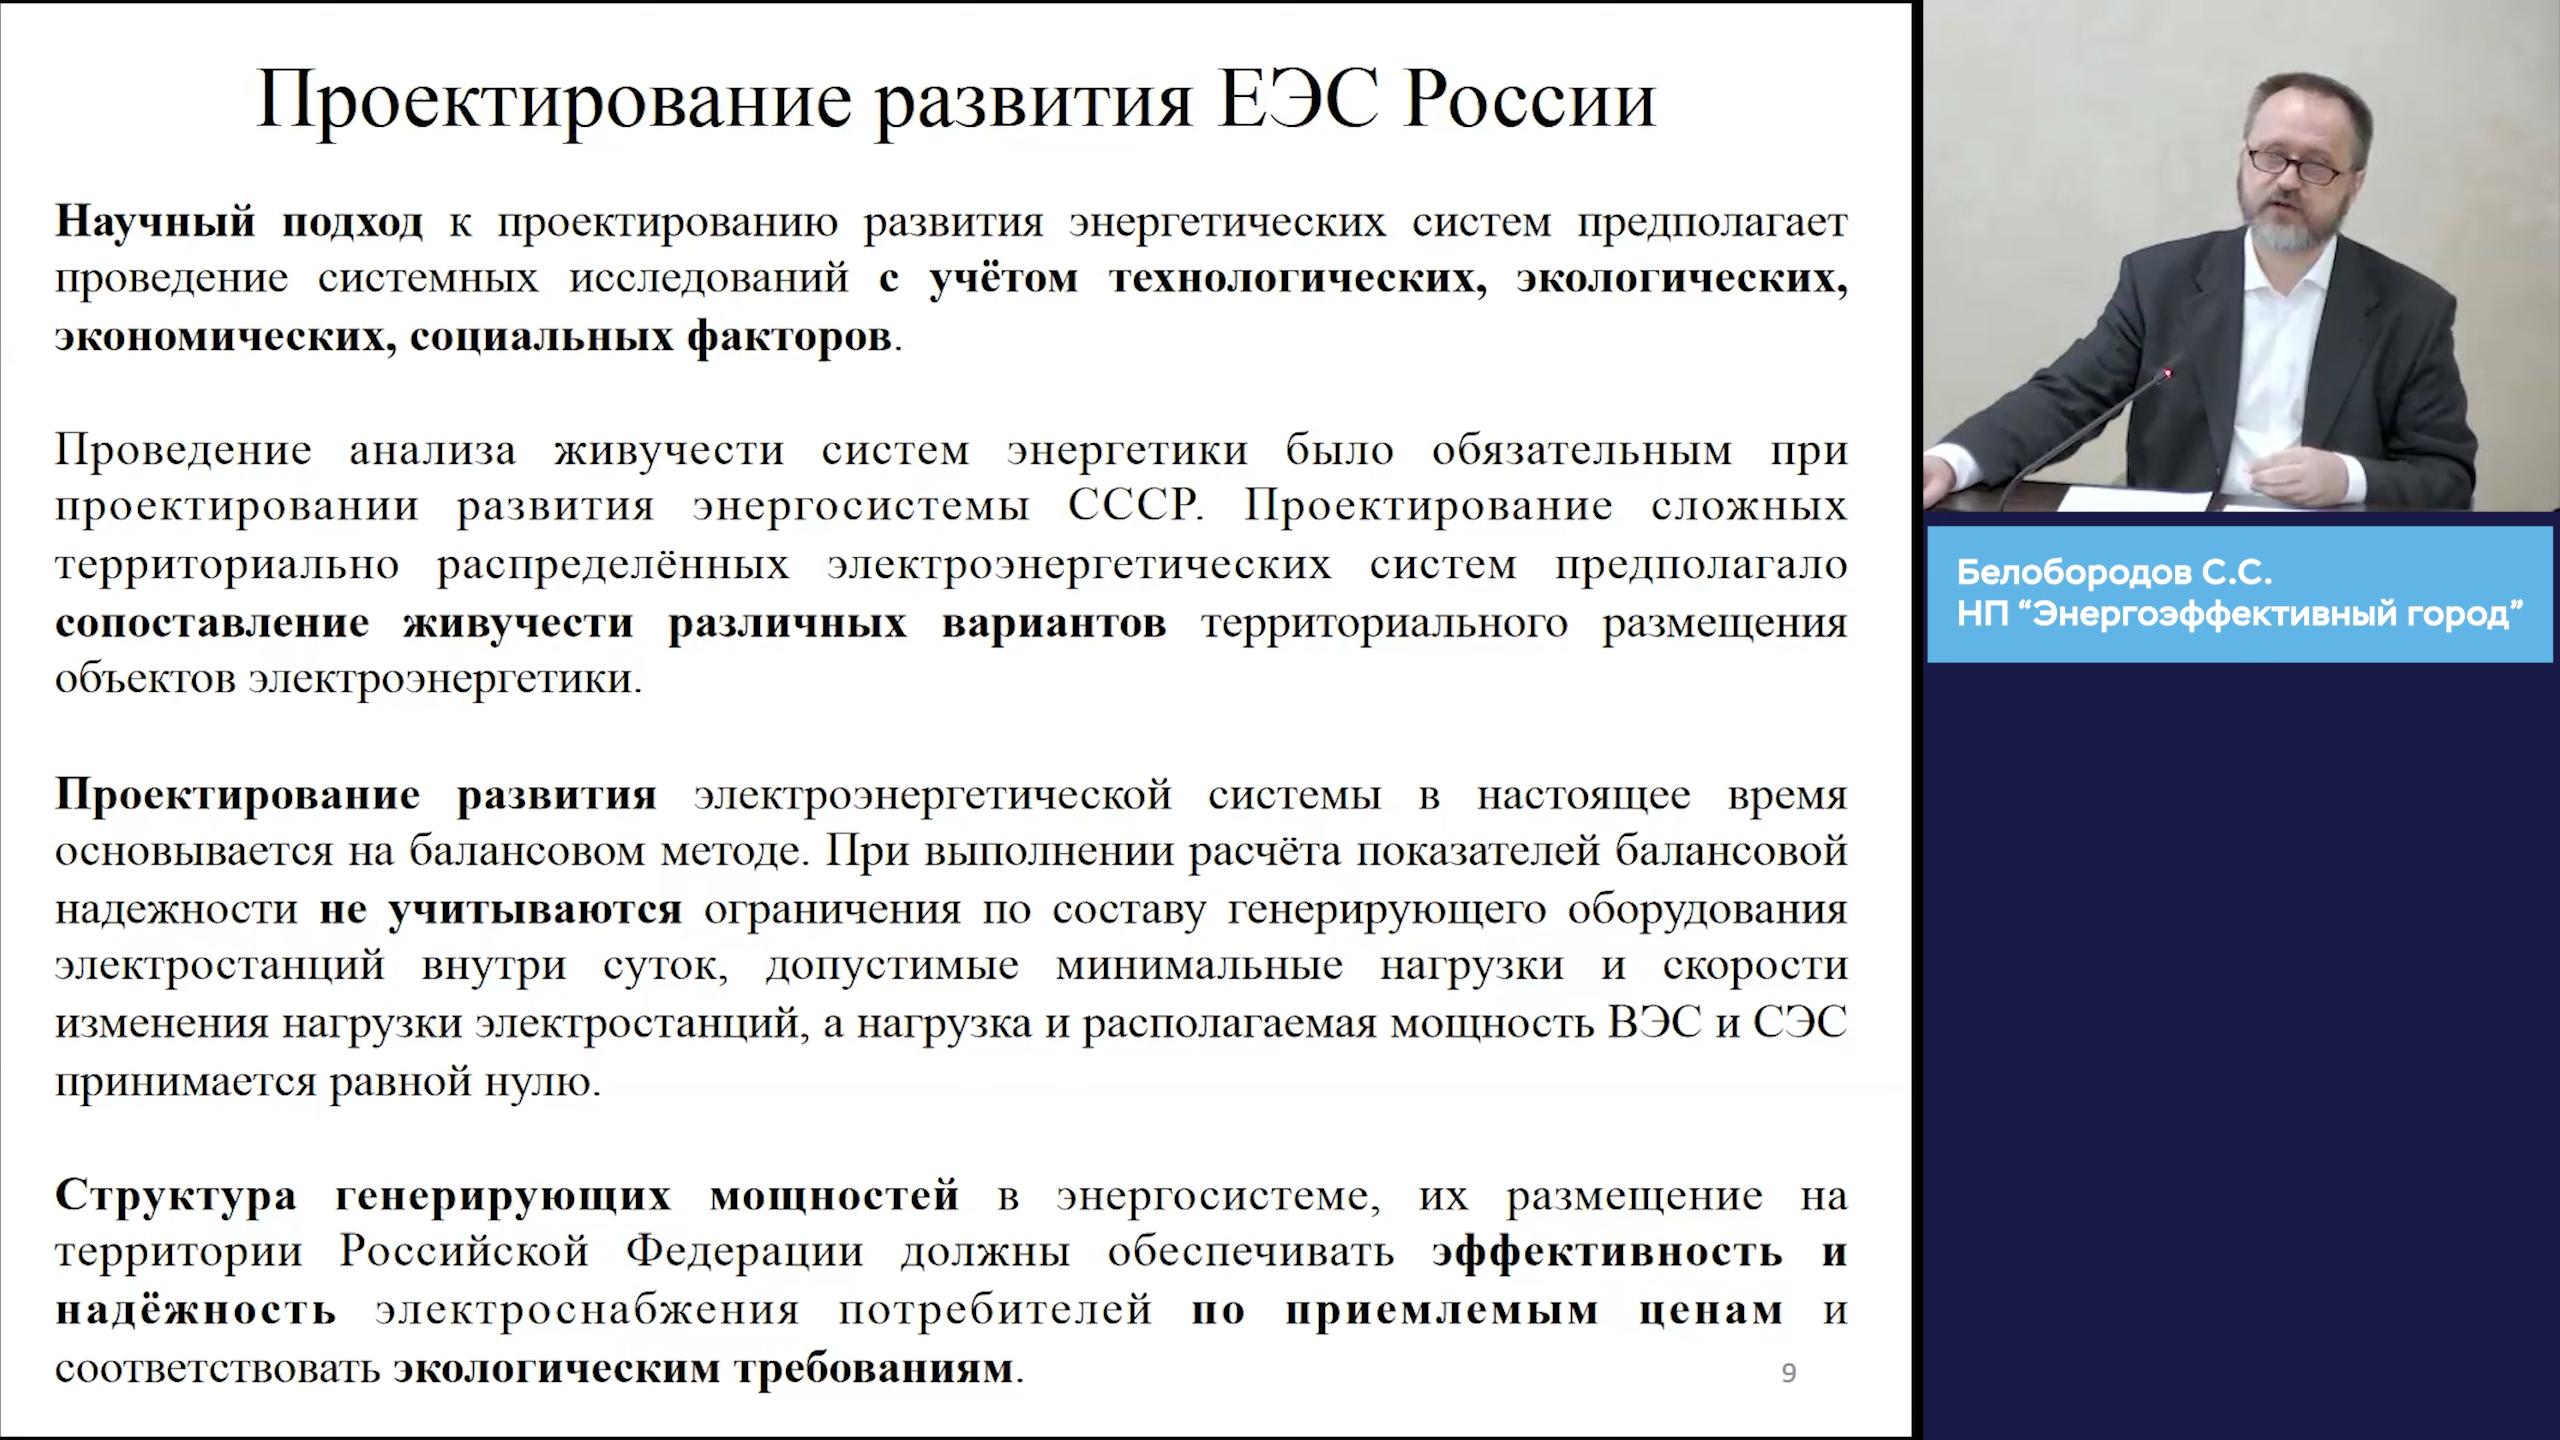 Проектирование развития ЕЭС России
Научный подход к проектированию развития энергетических систем предполагает
проведение системных исследований с учётом технологических, экологических,
экономических, социальных факторов.
Проведение анализа живучести систем энергетики было обязательным при
проектировании развития энергосистемы СССР. Проектирование сложных
территориально распределённых электроэнергетических систем предполагало
сопоставление живучести различных вариантов территориального размещения
объектов электроэнергетики.
Проектирование развития электроэнергетической системы в настоящее время
основывается на балансовом методе. При выполнении расчёта показателей балансовой
надежности не учитываются ограничения по составу генерирующего оборудования
электростанций внутри суток, допустимые минимальные нагрузки и скорости
изменения нагрузки электростанций, а нагрузка и располагаемая мощность ВЭС и СЭС
принимается равной нулю.
Структура генерирующих мощностей в энергосистеме, их размещение на
территории Российской Федерации должны обеспечивать эффективность и
надёжность электроснабжения потребителей по приемлемым ценам и
соответствовать экологическим требованиям.
9
Белобородов С.С.
НП “Энергоэффективный город”